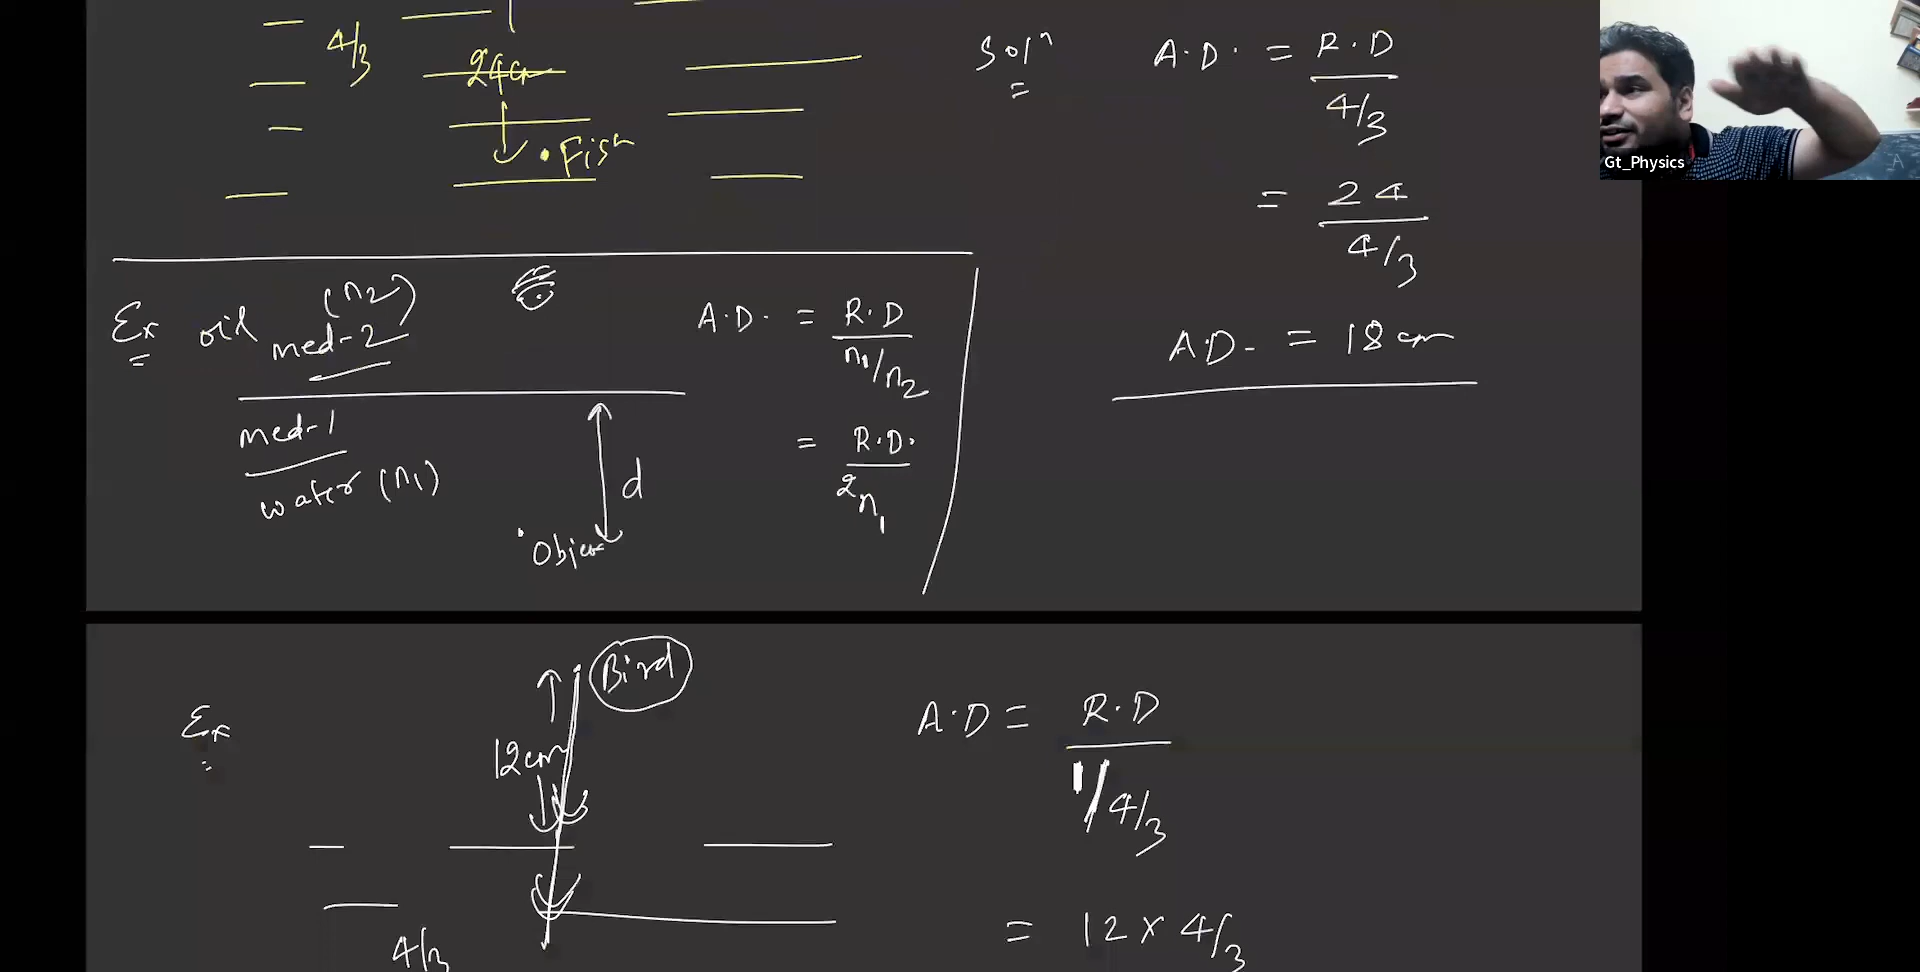 4/3
24cm
. Fish
Solⁿ
A.D. = R.D
4/3
= 24
4/3
A.D- = 18 cm
Gt_Physics
A
Ex oil (n2)
med-2
med-1
water (n1)
d
Objec
A.D. = R.D
n1/n2
= R.D.
2n1
Ex
Bird
12cm
4/3
A.D = R.D
1/4/3
= 12 x 4/3